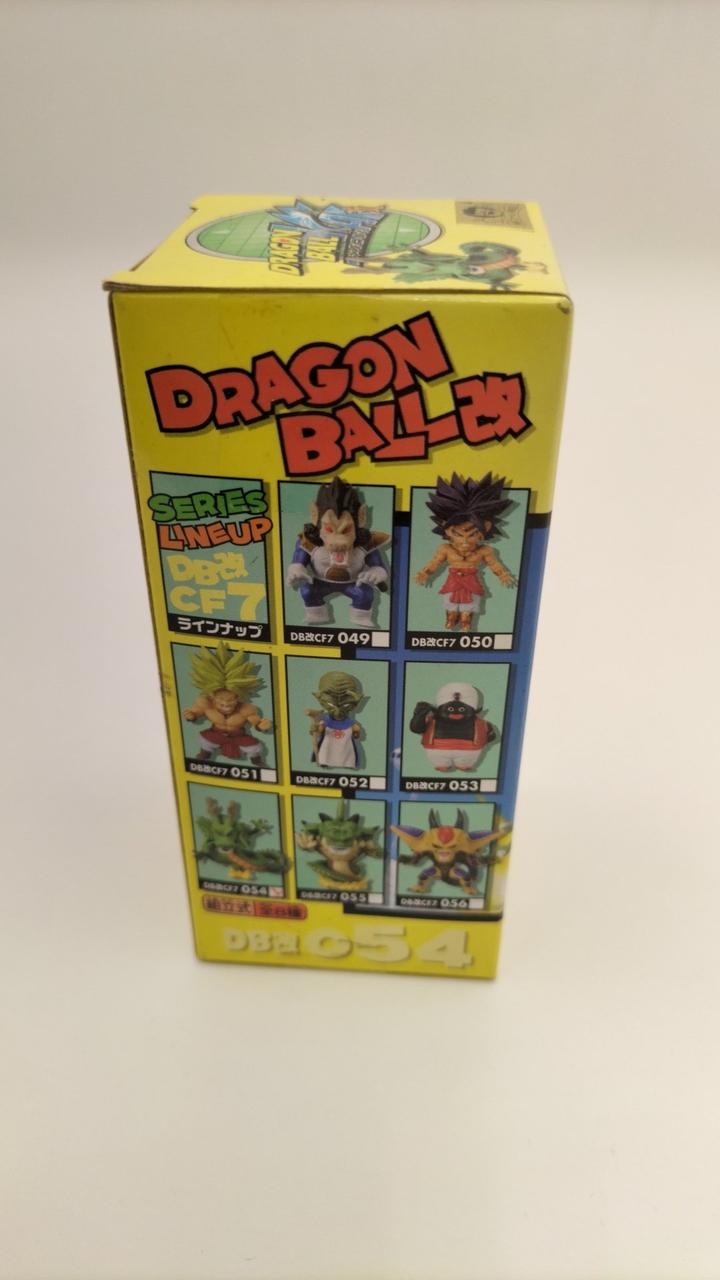 DRAGON
BALL
DRAGON
BALL改
SERIES
LINEUP
DB改
CF7
ラインナップ
DB改CF7 049
DB改CF7 050
DB改CF7 051
DB改CF7 052
DB改CF7 053
DB改CF7 054
DB改CF7 055
DB改CF7 056
組立式 全8種
DB改 054